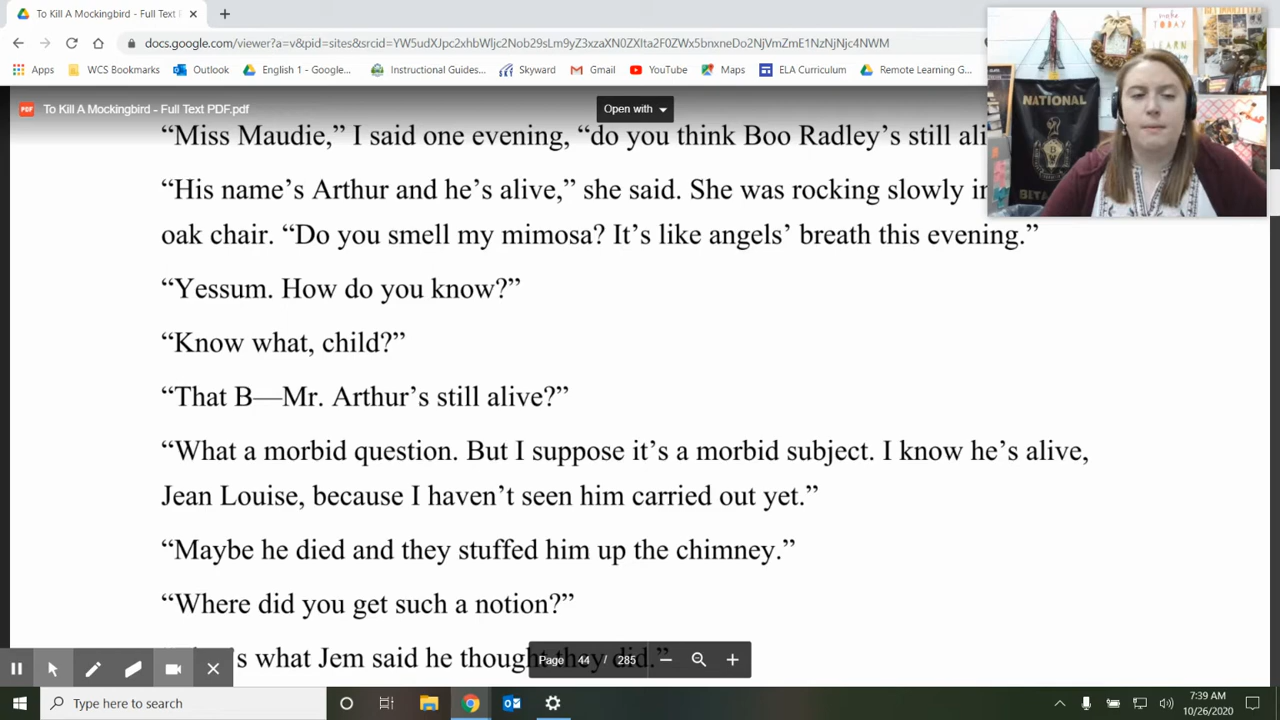 To Kill A Mockingbird - Full Text
docs.google.com/viewer?a=v&pid=sites&srcid=
Apps WCS Bookmarks Outlook English 1 - Google... Instructional Guides... Skyward Gmail YouTube Maps ELA Curriculum Remote Learning G...
NATIONAL
make
TODAY
LEARN
PDF To Kill A Mockingbird - Full Text PDF.pdf
Open with
“Miss Maudie,” I said one evening, “do you think Boo Radley’s still
“His name’s Arthur and he’s alive,” she said. She was rocking slowly in
oak chair. “Do you smell my mimosa? It’s like angels’ breath this evening.”
“Yessum. How do you know?”
“Know what, child?”
“That B—Mr. Arthur’s still alive?”
“What a morbid question. But I suppose it’s a morbid subject. I know he’s alive,
Jean Louise, because I haven’t seen him carried out yet.”
“Maybe he died and they stuffed him up the chimney.”
“Where did you get such a notion?”
what Jem said he thought they did.”
Page 44 / 285
Type here to search
7:39 AM
10/26/2020